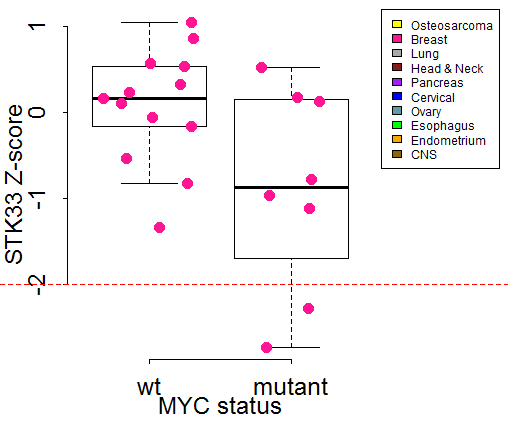 STK33 Z-score
1
0
-1
-2
wt mutant
MYC status
Osteosarcoma
Breast
Lung
Head & Neck
Pancreas
Cervical
Ovary
Esophagus
Endometrium
CNS